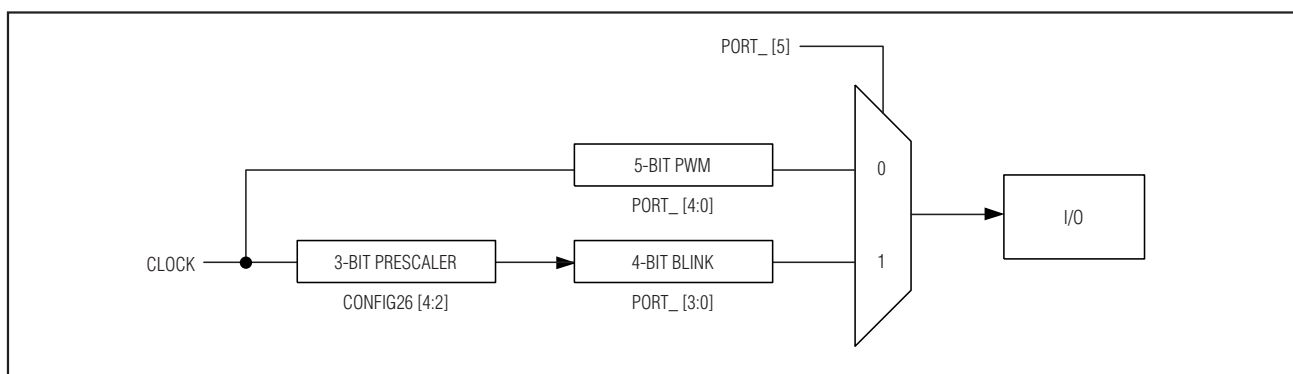 PORT_ [5]
5-BIT PWM
0
PORT_ [4:0]
I/O
CLOCK
3-BIT PRESCALER
4-BIT BLINK
1
CONFIG26 [4:2]
PORT_ [3:0]